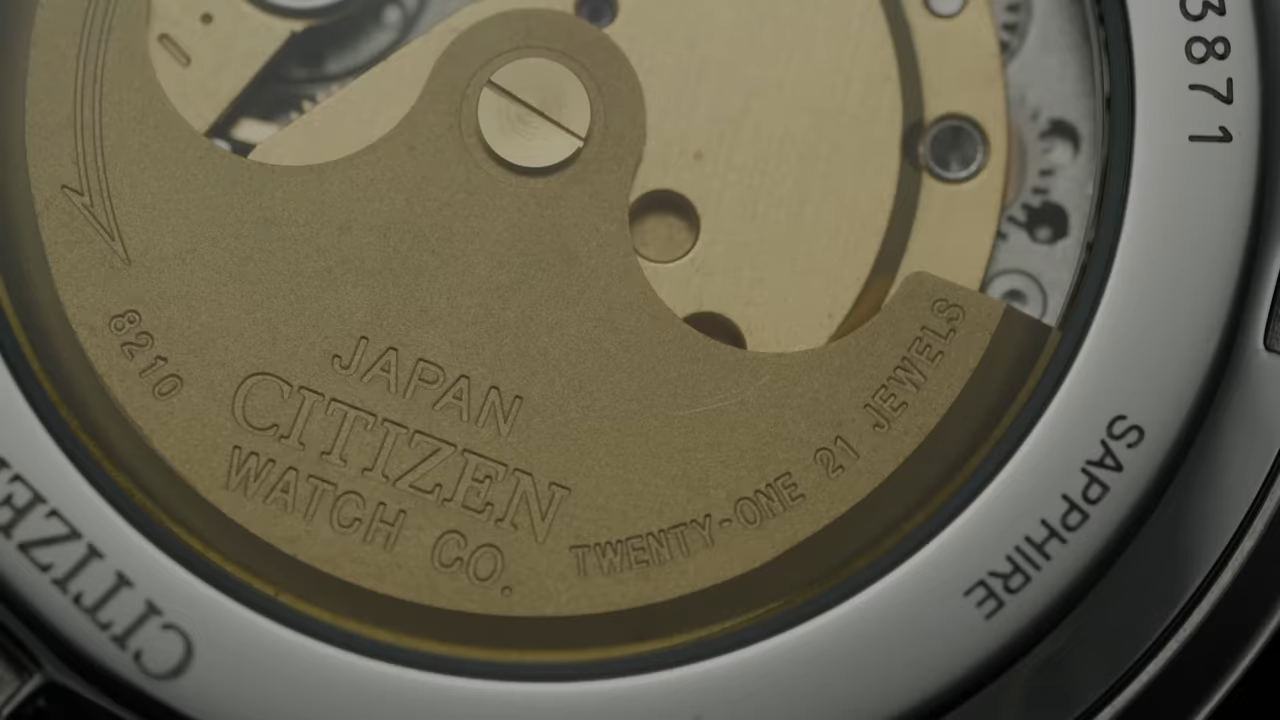 3871
8210
JAPAN
CITIZEN
WATCH CO.
TWENTY-ONE 21 JEWELS
SAPPHIRE
CITIZEN